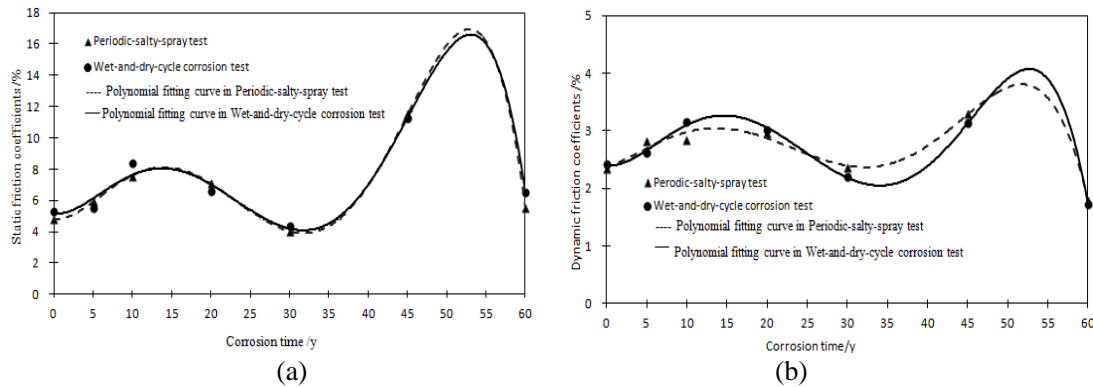 18
16
14
12
10
8
6
4
2
0
Static friction coefficients /%
Periodic-salty-spray test
Wet-and-dry-cycle corrosion test
Polynomial fitting curve in Periodic-salty-spray test
Polynomial fitting curve in Wet-and-dry-cycle corrosion test
0 5 10 15 20 25 30 35 40 45 50 55 60
Corrosion time /y
(a)
5
4
3
2
1
0
Dynamic friction coefficients /%
Perodic-salty-spray test
Wet-and-dry-cycle corrosion test
Polynomial fitting curve in Periodic-salty-spray test
Polynomial fitting curve in Wet-and-dry-cycle corrosion test
0 5 10 15 20 25 30 35 40 45 50 55 60
Corrosion time/y
(b)